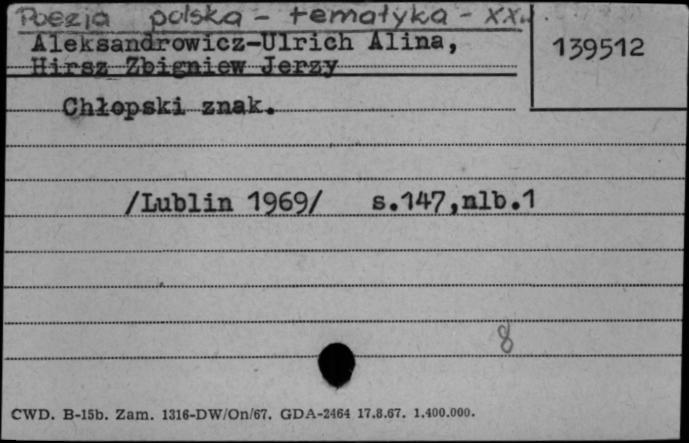 Poezja polska - tematyka - XX.
Aleksandrowicz-Ulrich Alina,
139512
Hirsz Zbigniew Jerzy
Chłopski znak.
/Lublin 1969/ s.147,nlb.1
8
CWD. B-15b. Zam. 1316-DW/On/67. GDA-2464 17.8.67. 1.400.000.